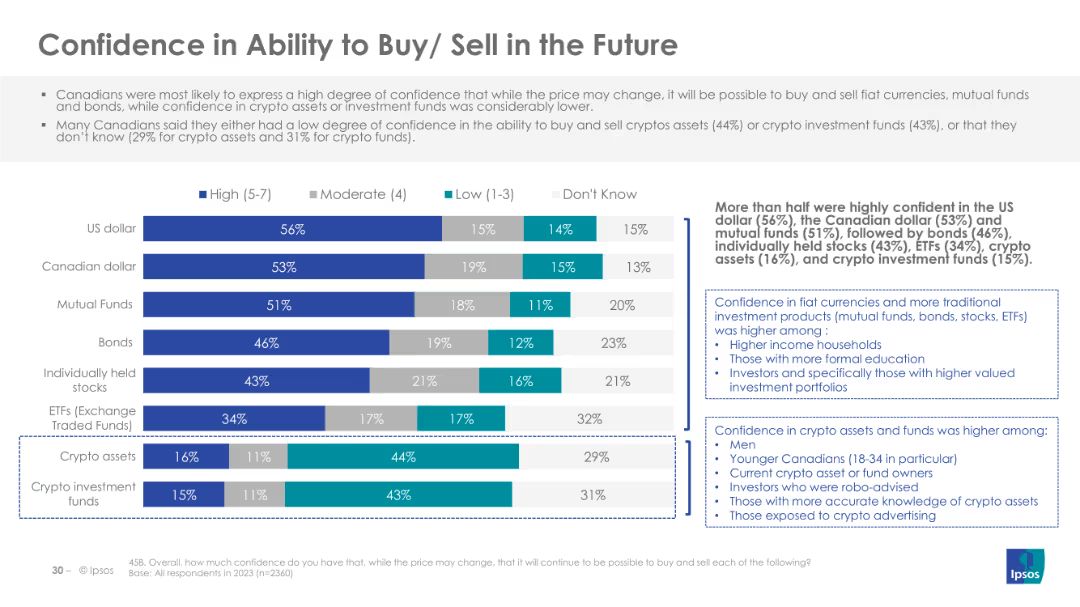 Confidence in Ability to Buy/ Sell in the Future
▪ Canadians were most likely to express a high degree of confidence that while the price may change, it will be possible to buy and sell fiat currencies, mutual funds
and bonds, while confidence in crypto assets or investment funds was considerably lower.
▪ Many Canadians said they either had a low degree of confidence in the ability to buy and sell cryptos assets (44%) or crypto investment funds (43%), or that they
don't know (29% for crypto assets and 31% for crypto funds).
High (5-7) Moderate (4) Low (1-3) Don't Know
US dollar 56% 15% 14% 15%
Canadian dollar 53% 19% 15% 13%
Mutual Funds 51% 18% 11% 20%
Bonds 46% 19% 12% 23%
Individually held
stocks
43% 21% 16% 21%
ETFs (Exchange
Traded Funds)
34% 17% 17% 32%
Crypto assets 16% 11% 44% 29%
Crypto investment
funds
15% 11% 43% 31%
More than half were highly confident in the US
dollar (56%), the Canadian dollar (53%) and
mutual funds (51%), followed by bonds (46%),
individually held stocks (43%), ETFs (34%), crypto
assets (16%), and crypto investment funds (15%).
Confidence in fiat currencies and more traditional
investment products (mutual funds, bonds, stocks, ETFs)
was higher among :
• Higher income households
• Those with more formal education
• Investors and specifically those with higher valued
investment portfolios
Confidence in crypto assets and funds was higher among:
• Men
• Younger Canadians (18-34 in particular)
• Current crypto asset or fund owners
• Investors who were robo-advised
• Those with more accurate knowledge of crypto assets
• Those exposed to crypto advertising
30 – © Ipsos
45B. Overall, how much confidence do you have that, while the price may change, that it will continue to be possible to buy and sell each of the following?
Base: All respondents in 2023 (n=2360)
Ipsos